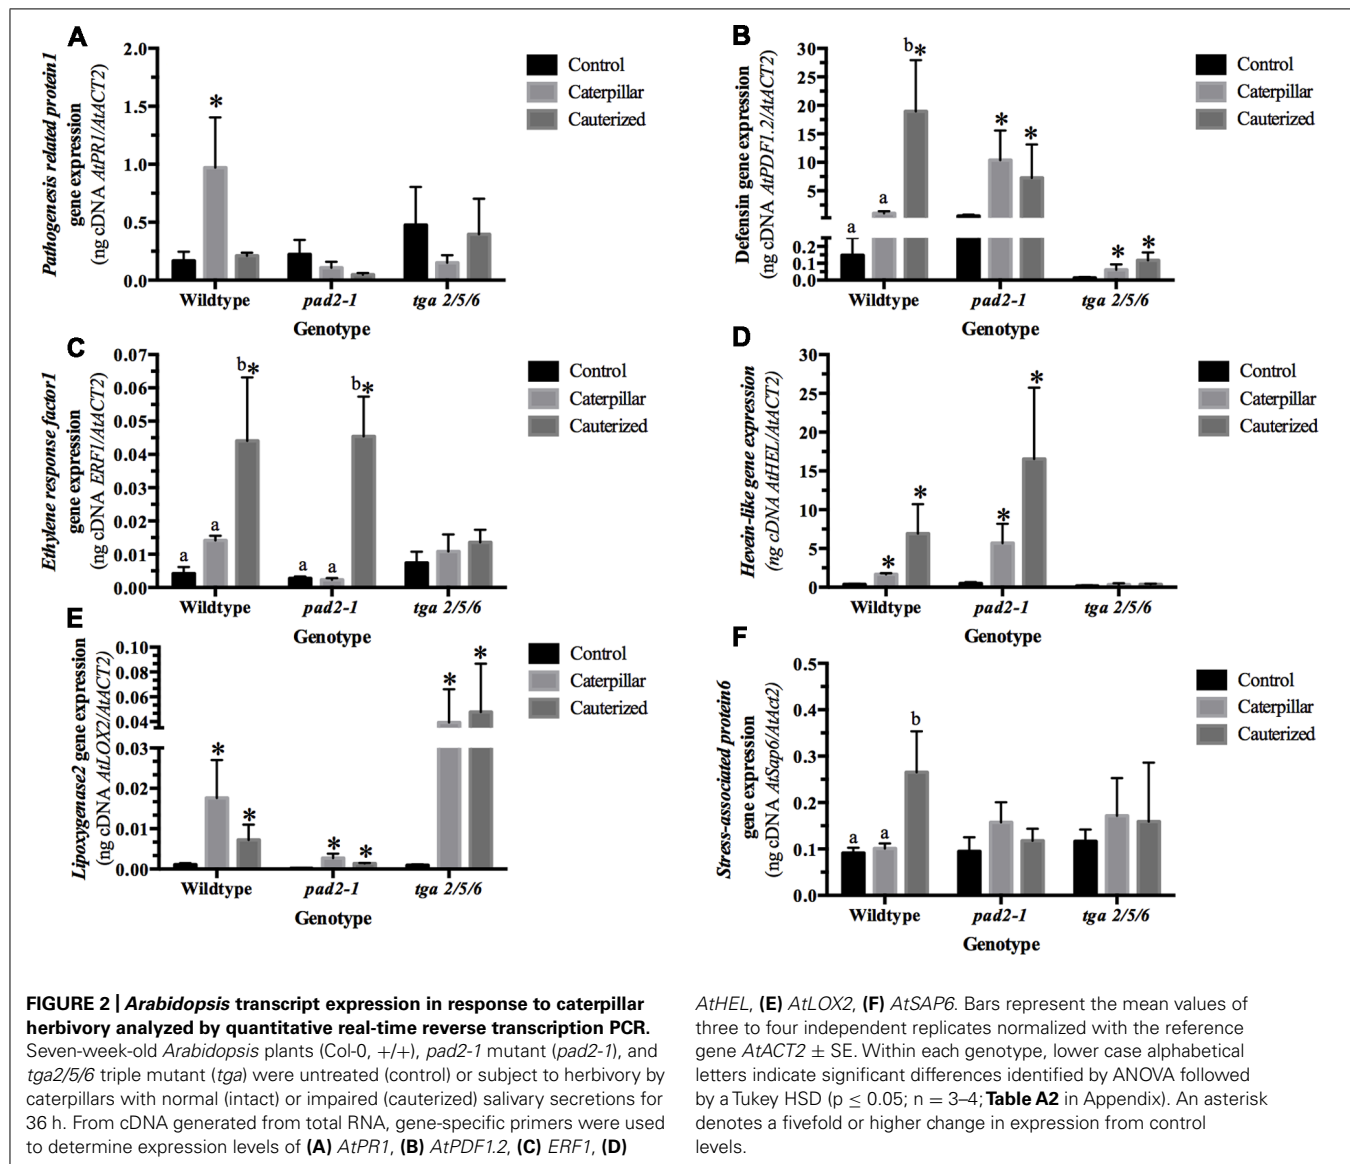 A
Pathogenesis related protein1
gene expression
(ng cDNA AtPR1/AtACT2)
2.0
1.5
1.0
0.5
0.0
*
Control
Caterpillar
Cauterized
Wildtype pad2-1 tga 2/5/6
Genotype
B
Defensin gene expression
(ng cDNA AtPDF1.2/AtACT2)
30
25
20
15
10
5
0.2
0.1
0.0
a a b* * * * *
Control
Caterpillar
Cauterized
Wildtype pad2-1 tga 2/5/6
Genotype
C
Ethylene response factor1
gene expression
(ng cDNA ERF1/AtACT2)
0.07
0.06
0.05
0.04
0.03
0.02
0.01
0.00
a a b* a a b*
Control
Caterpillar
Cauterized
Wildtype pad2-1 tga 2/5/6
Genotype
D
Hevein-like gene expression
(ng cDNA AtHEL/AtACT2)
30
25
20
15
10
5
0
* * * *
Control
Caterpillar
Cauterized
Wildtype pad2-1 tga 2/5/6
Genotype
E
Lipoxygenase2 gene expression
(ng cDNA AtLOX2/AtACT2)
0.10
0.08
0.06
0.04
0.03
0.02
0.01
0.00
* * * * * *
Control
Caterpillar
Cauterized
Wildtype pad2-1 tga 2/5/6
Genotype
F
Stress-associated protein6
gene expression
(ng cDNA AtSap6/AtAct2)
0.5
0.4
0.3
0.2
0.1
0.0
a a b
Control
Caterpillar
Cauterized
Wildtype pad2-1 tga 2/5/6
Genotype
FIGURE 2 | Arabidopsis transcript expression in response to caterpillar
herbivory analyzed by quantitative real-time reverse transcription PCR.
Seven-week-old Arabidopsis plants (Col-0, +/+), pad2-1 mutant (pad2-1), and
tga2/5/6 triple mutant (tga) were untreated (control) or subject to herbivory by
caterpillars with normal (intact) or impaired (cauterized) salivary secretions for
36 h. From cDNA generated from total RNA, gene-specific primers were used
to determine expression levels of (A) AtPR1, (B) AtPDF1.2, (C) ERF1, (D)
AtHEL, (E) AtLOX2, (F) AtSAP6. Bars represent the mean values of
three to four independent replicates normalized with the reference
gene AtACT2 ± SE. Within each genotype, lower case alphabetical
letters indicate significant differences identified by ANOVA followed
by a Tukey HSD (p ≤ 0.05; n = 3–4; Table A2 in Appendix). An asterisk
denotes a fivefold or higher change in expression from control
levels.